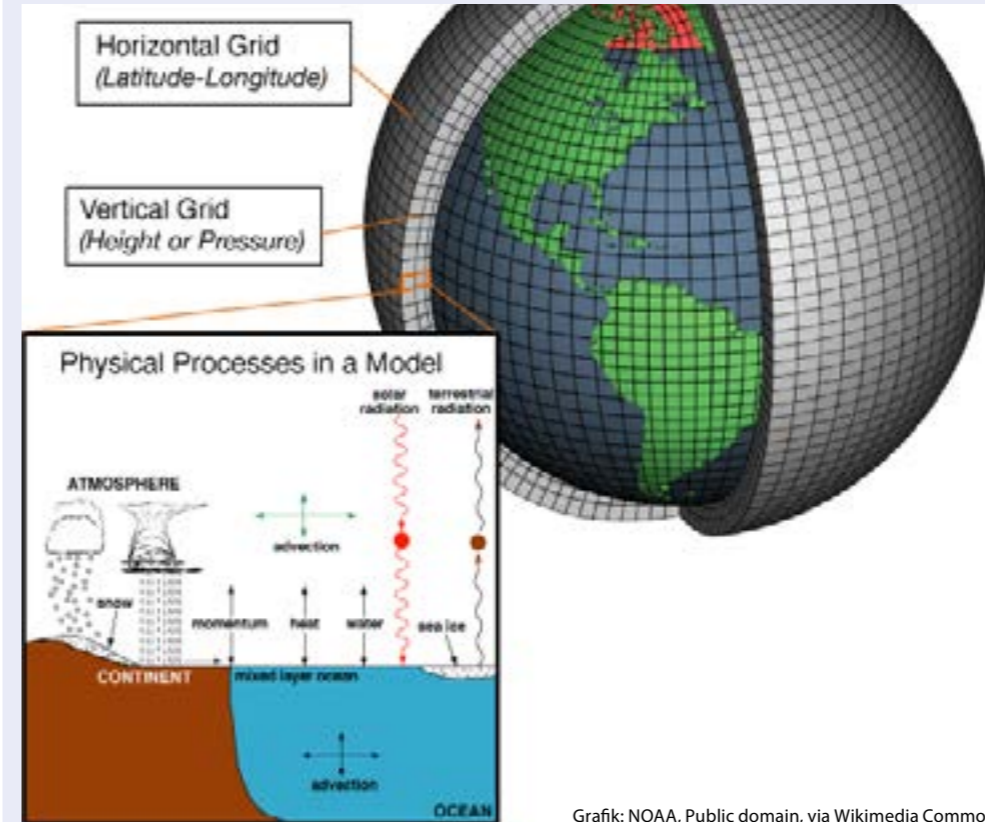 Horizontal Grid
(Latitude-Longitude)
Vertical Grid
(Height or Pressure)
Physical Processes in a Model
solar
radiation
terrestrial
radiation
ATMOSPHERE
advection
snow
momentum
heat
water
sea ice
CONTINENT
mixed layer ocean
advection
OCEAN
Grafik: NOAA, Public domain, via Wikimedia Commo